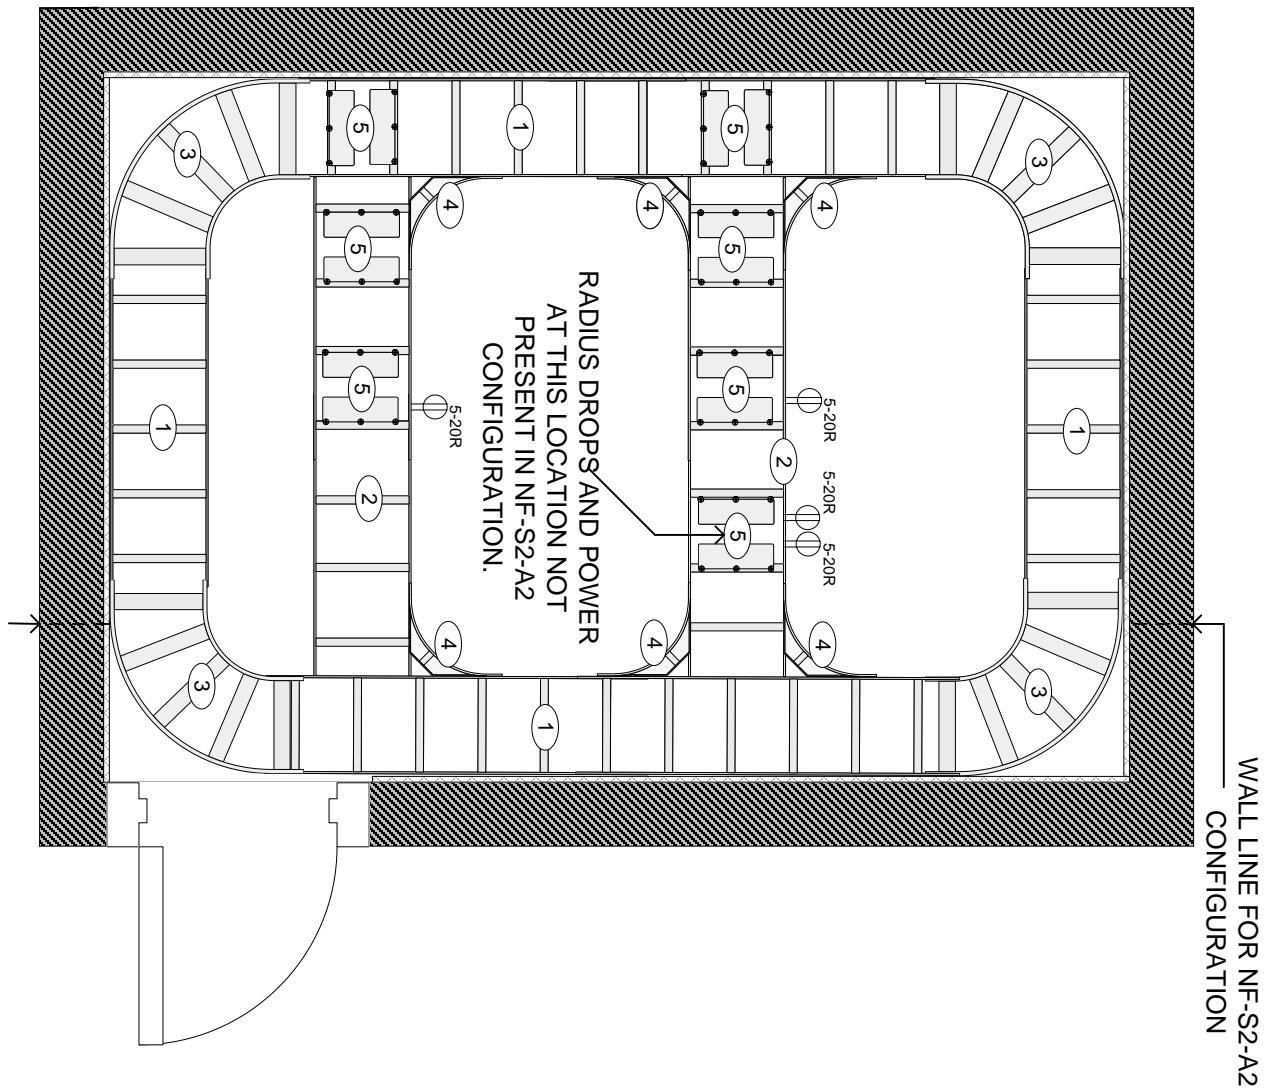 WALL LINE FOR NF-S2-A2
CONFIGURATION
1
3
3
5-20R
5-20R
5-20R
4
4
2
5
5
5
5
4
4
RADIUS DROPS AND POWER
AT THIS LOCATION NOT
PRESENT IN NF-S2-A2
CONFIGURATION.
1
1
5-20R
4
4
2
5
5
5
3
3
1